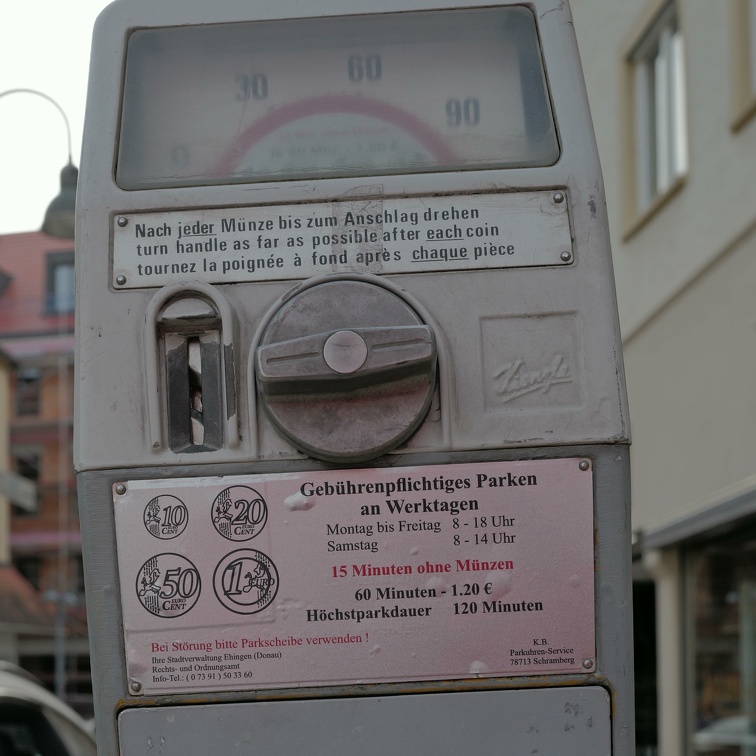 30
60
90
Nach jeder Münze bis zum Anschlag drehen
turn handle as far as possible after each coin
tournez la poignée à fond après chaque pièce
Kienzle
10 EURO CENT
20 EURO CENT
50 EURO CENT
1 EURO
Gebührenpflichtiges Parken
an Werktagen
Montag bis Freitag 8 - 18 Uhr
Samstag 8 - 14 Uhr
15 Minuten ohne Münzen
60 Minuten - 1.20 €
Höchstparkdauer 120 Minuten
Bei Störung bitte Parkscheibe verwenden !
Ihre Stadtverwaltung Ehingen (Donau)
Rechts- und Ordnungsamt
Info-Tel.: ( 0 73 91 ) 50 33 60
K.B.
Parkuhren-Service
78713 Schramberg